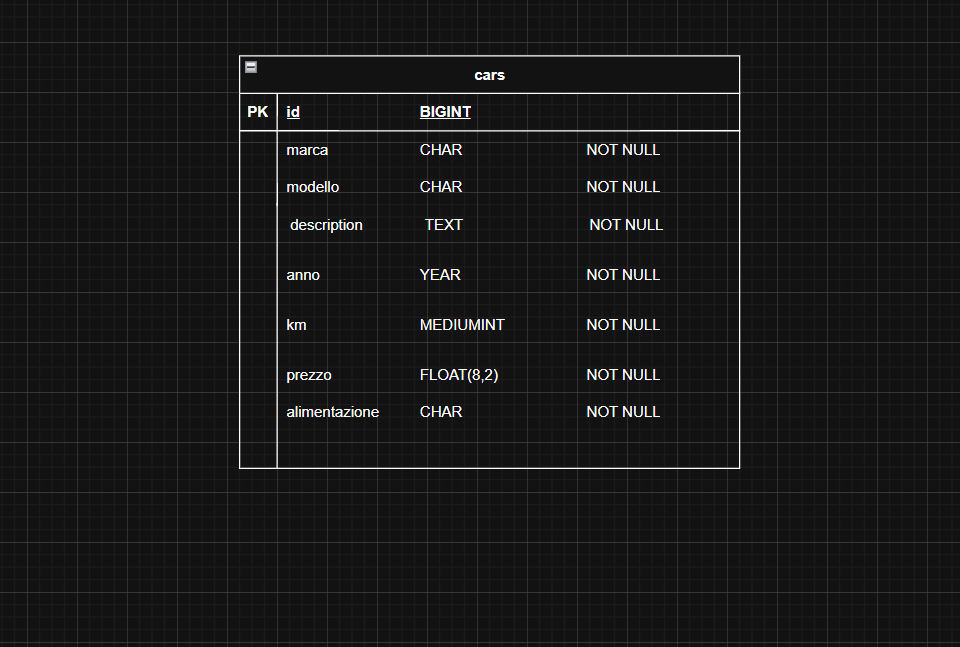 cars
PK id BIGINT
marca CHAR NOT NULL
modello CHAR NOT NULL
description TEXT NOT NULL
anno YEAR NOT NULL
km MEDIUMINT NOT NULL
prezzo FLOAT(8,2) NOT NULL
alimentazione CHAR NOT NULL